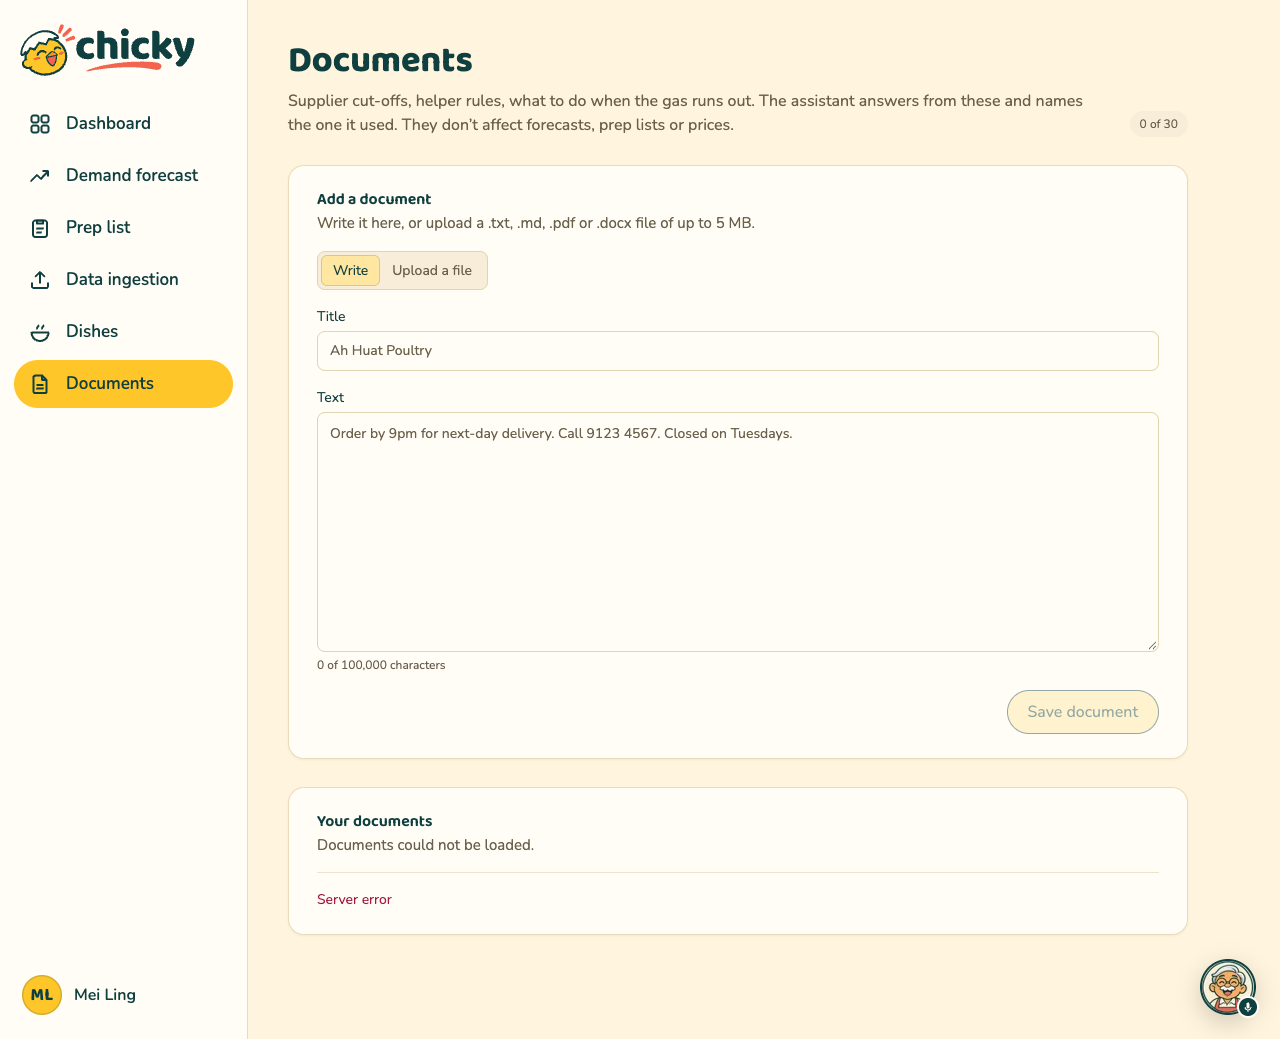 chicky
Dashboard
Demand forecast
Prep list
Data ingestion
Dishes
Documents
ML
Mei Ling
Documents
Supplier cut-offs, helper rules, what to do when the gas runs out. The assistant answers from these and names
the one it used. They don’t affect forecasts, prep lists or prices.
0 of 30
Add a document
Write it here, or upload a .txt, .md, .pdf or .docx file of up to 5 MB.
Write
Upload a file
Title
Ah Huat Poultry
Text
Order by 9pm for next-day delivery. Call 9123 4567. Closed on Tuesdays.
0 of 100,000 characters
Save document
Your documents
Documents could not be loaded.
Server error